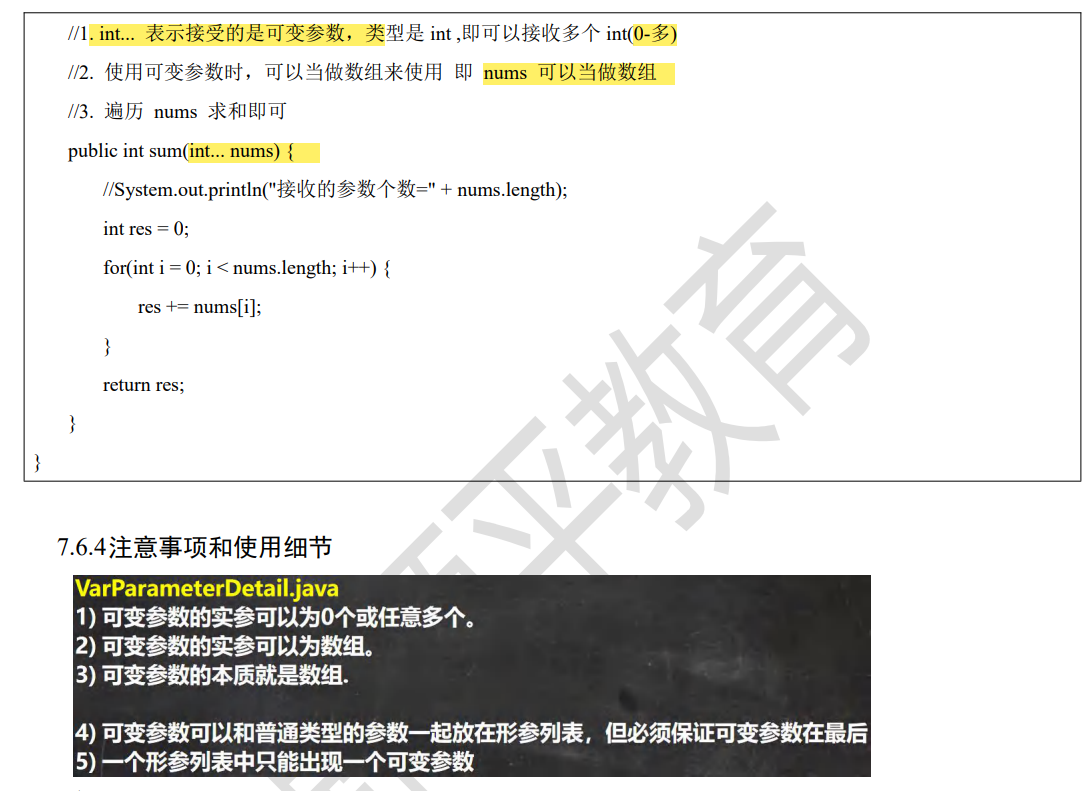 //1. int... 表示接受的是可变参数，类型是 int ,即可以接收多个 int(0-多)
//2. 使用可变参数时，可以当做数组来使用 即 nums 可以当做数组
//3. 遍历 nums 求和即可
public int sum(int... nums) {
//System.out.println("接收的参数个数=" + nums.length);
int res = 0;
for(int i = 0; i < nums.length; i++) {
res += nums[i];
}
return res;
}
}
7.6.4注意事项和使用细节
VarParameterDetail.java
1) 可变参数的实参可以为0个或任意多个。
2) 可变参数的实参可以为数组。
3) 可变参数的本质就是数组.
4) 可变参数可以和普通类型的参数一起放在形参列表，但必须保证可变参数在最后
5) 一个形参列表中只能出现一个可变参数
平教育